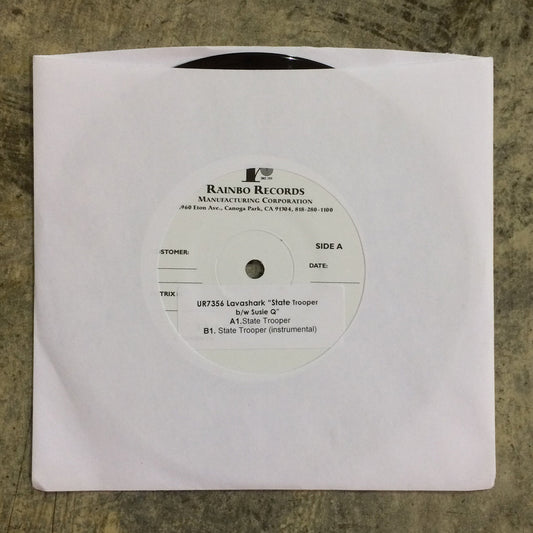 RAINBO RECORDS
MANUFACTURING CORPORATION
960 Eton Ave., Canoga Park, CA 91304, 818-280-1100
SIDE A
STOMER:
DATE:
TRIX
UR7356 Lavashark "State Trooper
b/w Susie Q"
A1.State Trooper
B1. State Trooper (instrumental)